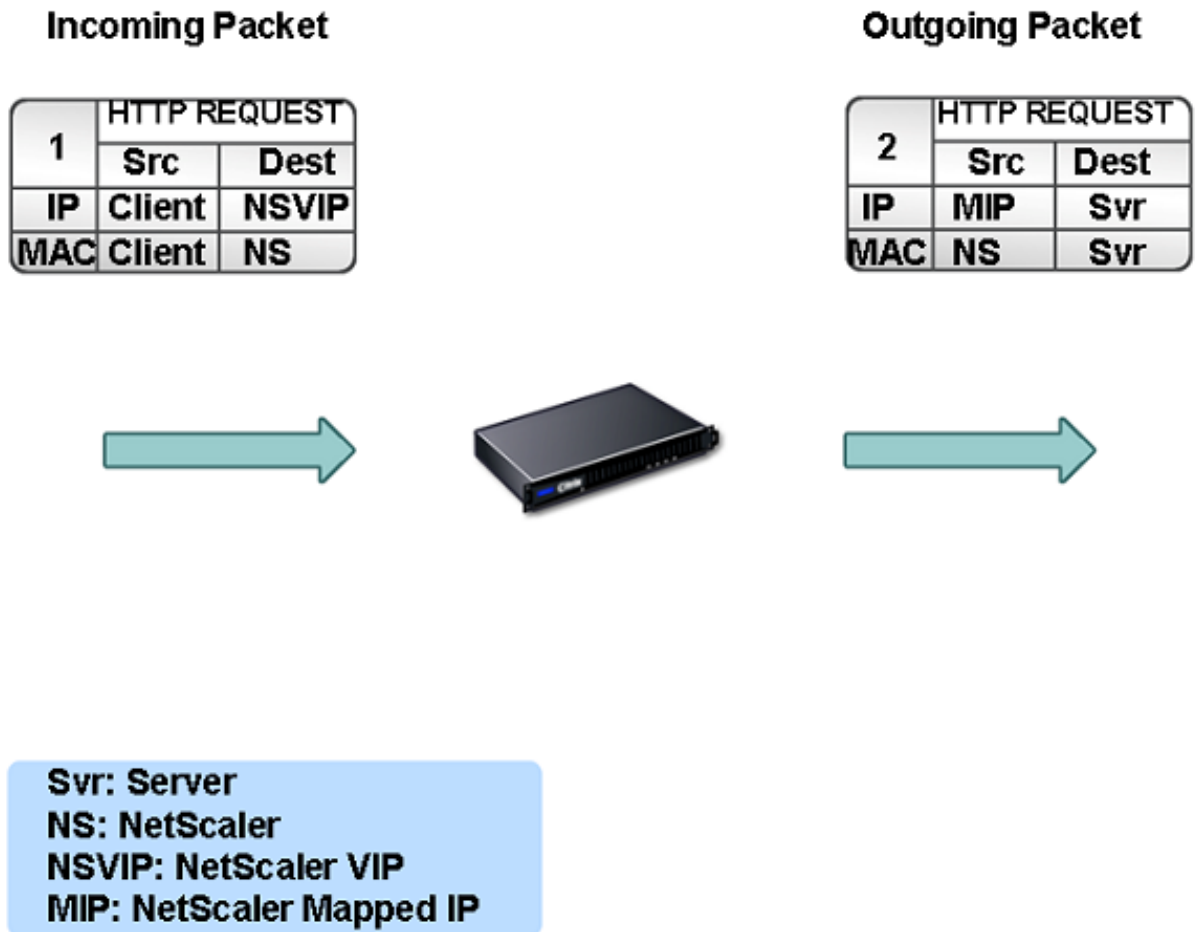 Incoming Packet
Outgoing Packet
1
HTTP REQUEST
Src Dest
IP Client NSVIP
MAC Client NS
2
HTTP REQUEST
Src Dest
IP MIP Svr
MAC NS Svr
Svr: Server
NS: NetScaler
NSVIP: NetScaler VIP
MIP: NetScaler Mapped IP